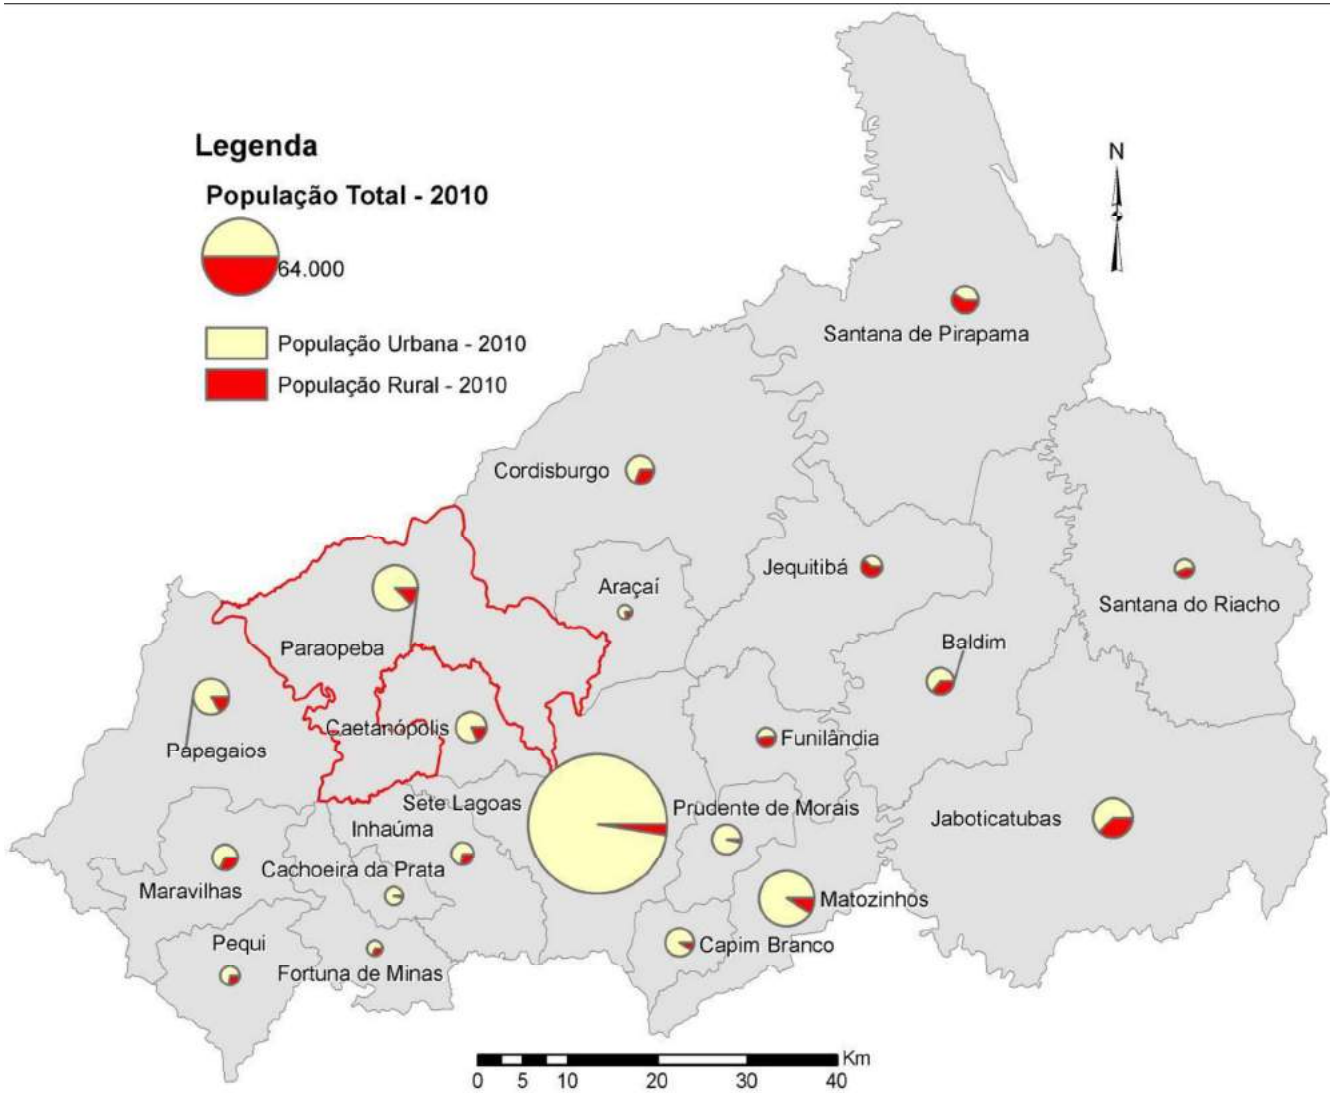 Legenda
População Total - 2010
64.000
População Urbana - 2010
População Rural - 2010
N
Santana de Pirapama
Cordisburgo
Jequitibá
Araçaí
Santana do Riacho
Baldim
Paraopeba
Caetanópolis
Papagaios
Funilândia
Sete Lagoas
Prudente de Morais
Jaboticatubas
Inhaúma
Cachoeira da Prata
Maravilhas
Matozinhos
Pequi
Capim Branco
Fortuna de Minas
Km
0 5 10 20 30 40